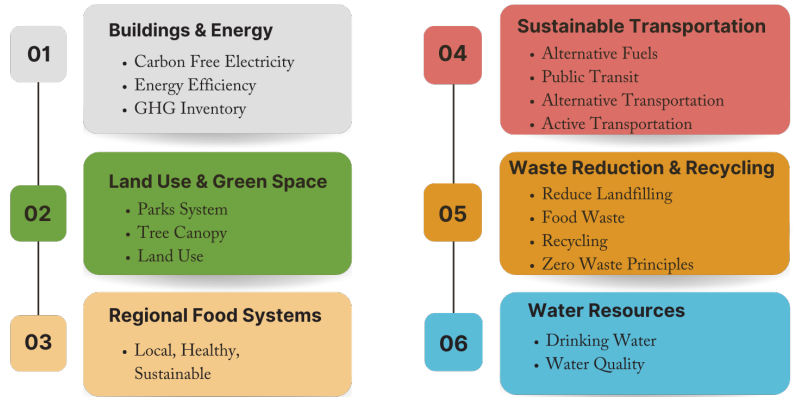 01
Buildings & Energy
• Carbon Free Electricity
• Energy Efficiency
• GHG Inventory
02
Land Use & Green Space
• Parks System
• Tree Canopy
• Land Use
03
Regional Food Systems
• Local, Healthy,
Sustainable
04
Sustainable Transportation
• Alternative Fuels
• Public Transit
• Alternative Transportation
• Active Transportation
05
Waste Reduction & Recycling
• Reduce Landfilling
• Food Waste
• Recycling
• Zero Waste Principles
06
Water Resources
• Drinking Water
• Water Quality